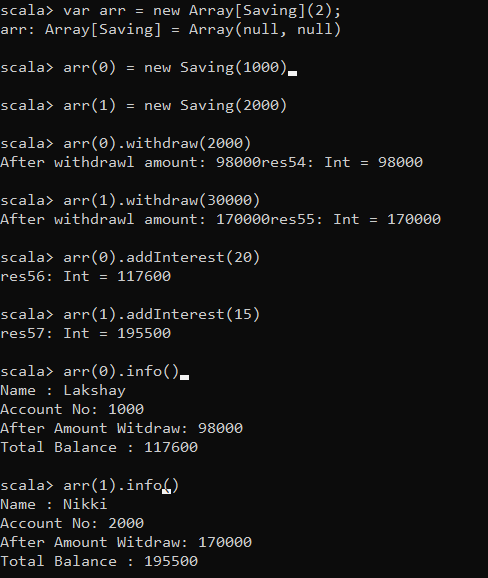 scala> var arr = new Array[Saving](2);
arr: Array[Saving] = Array(null, null)
scala> arr(0) = new Saving(1000)
scala> arr(1) = new Saving(2000)
scala> arr(0).withdraw(2000)
After withdrawl amount: 98000res54: Int = 98000
scala> arr(1).withdraw(30000)
After withdrawl amount: 170000res55: Int = 170000
scala> arr(0).addInterest(20)
res56: Int = 117600
scala> arr(1).addInterest(15)
res57: Int = 195500
scala> arr(0).info()
Name : Lakshay
Account No: 1000
After Amount Witdraw: 98000
Total Balance : 117600
scala> arr(1).info()
Name : Nikki
Account No: 2000
After Amount Witdraw: 170000
Total Balance : 195500